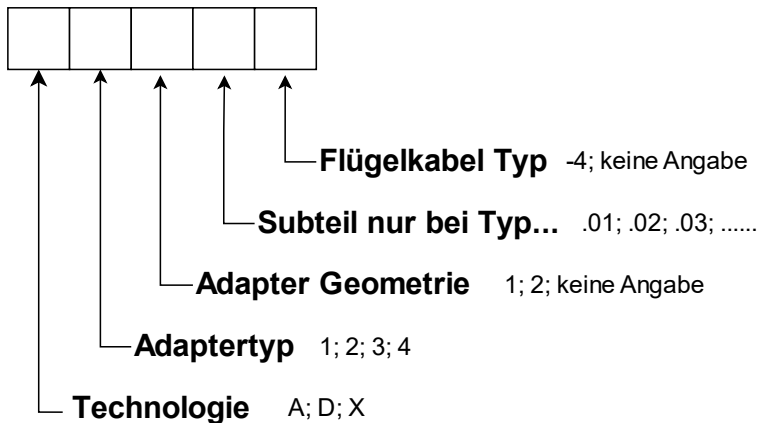 Flügelkabel Typ -4; keine Angabe
Subteil nur bei Typ... .01; .02; .03; ......
Adapter Geometrie 1; 2; keine Angabe
Adaptertyp 1; 2; 3; 4
Technologie A; D; X